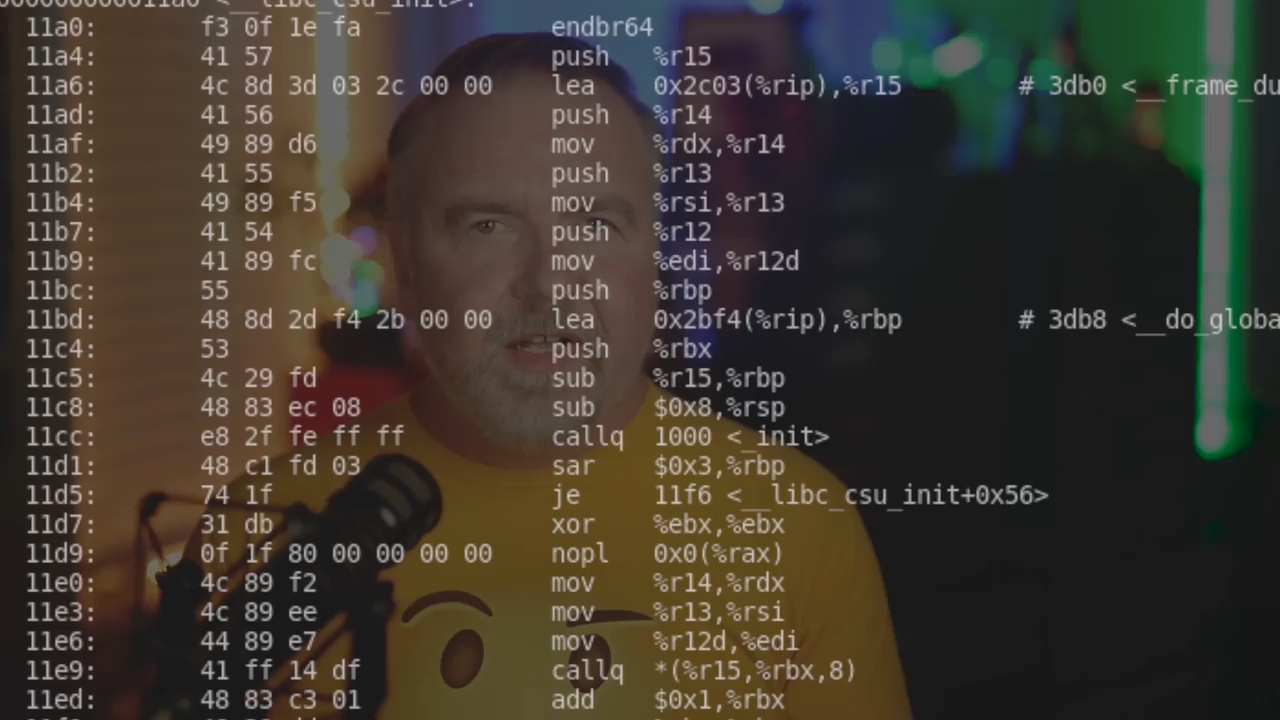 <__libc_csu_init>:
11a0: f3 0f 1e fa endbr64
11a4: 41 57 push %r15
11a6: 4c 8d 3d 03 2c 00 00 lea 0x2c03(%rip),%r15 # 3db0 <__frame_du
11ad: 41 56 push %r14
11af: 49 89 d6 mov %rdx,%r14
11b2: 41 55 push %r13
11b4: 49 89 f5 mov %rsi,%r13
11b7: 41 54 push %r12
11b9: 41 89 fc mov %edi,%r12d
11bc: 55 push %rbp
11bd: 48 8d 2d f4 2b 00 00 lea 0x2bf4(%rip),%rbp # 3db8 <__do_globa
11c4: 53 push %rbx
11c5: 4c 29 fd sub %r15,%rbp
11c8: 48 83 ec 08 sub $0x8,%rsp
11cc: e8 2f fe ff ff callq 1000 <_init>
11d1: 48 c1 fd 03 sar $0x3,%rbp
11d5: 74 1f je 11f6 <__libc_csu_init+0x56>
11d7: 31 db xor %ebx,%ebx
11d9: 0f 1f 80 00 00 00 00 nopl 0x0(%rax)
11e0: 4c 89 f2 mov %r14,%rdx
11e3: 4c 89 ee mov %r13,%rsi
11e6: 44 89 e7 mov %r12d,%edi
11e9: 41 ff 14 df callq *(%r15,%rbx,8)
11ed: 48 83 c3 01 add $0x1,%rbx